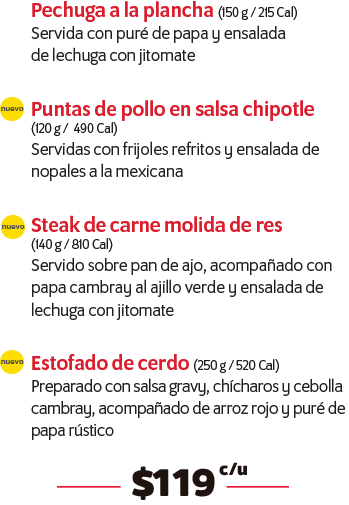 Pechuga a la plancha (150 g / 215 Cal)
Servida con puré de papa y ensalada
de lechuga con jitomate
nuevo Puntas de pollo en salsa chipotle
(120 g / 490 Cal)
Servidas con frijoles refritos y ensalada de
nopales a la mexicana
nuevo Steak de carne molida de res
(140 g / 810 Cal)
Servido sobre pan de ajo, acompañado con
papa cambray al ajillo verde y ensalada de
lechuga con jitomate
nuevo Estofado de cerdo (250 g / 520 Cal)
Preparado con salsa gravy, chícharos y cebolla
cambray, acompañado de arroz rojo y puré de
papa rústico
$119 c/u